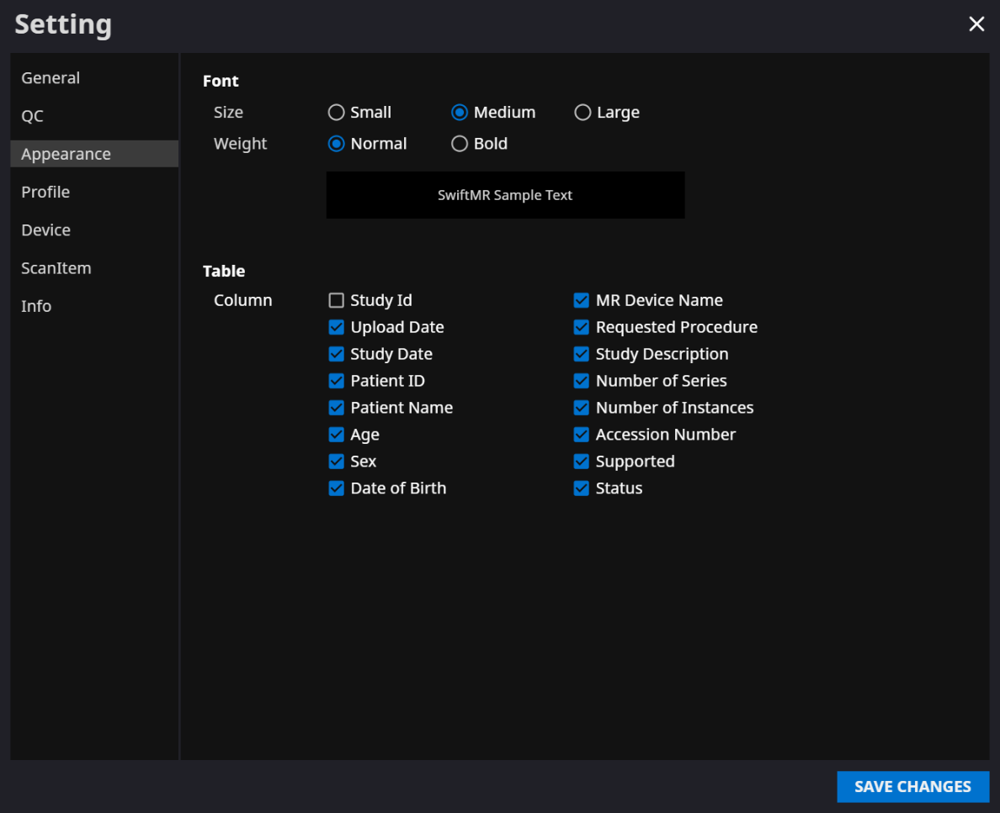 Setting
General
QC
Appearance
Profile
Device
ScanItem
Info
Font
Size Small Medium Large
Weight Normal Bold
SwiftMR Sample Text
Table
Column Study Id MR Device Name
Upload Date Requested Procedure
Study Date Study Description
Patient ID Number of Series
Patient Name Number of Instances
Age Accession Number
Sex Supported
Date of Birth Status
SAVE CHANGES